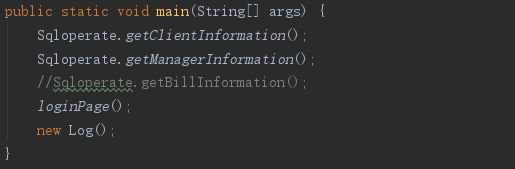 public static void main(String[] args) {
Sqloperate.getClientInformation();
Sqloperate.getManagerInformation();
//Sqloperate.getBillInformation();
loginPage();
new Log();
}